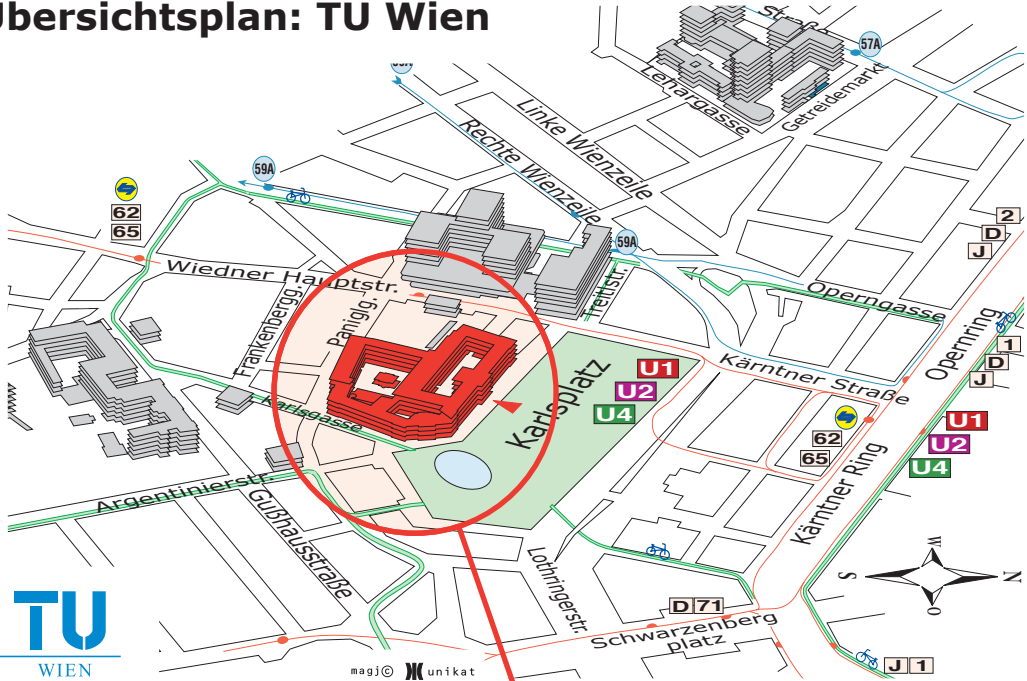 Übersichtsplan: TU Wien
Straße
57A
Lehargasse
Getreidemarkt
Linke Wienzeile
Rechte Wienzeile
59A
59A
62
65
2
D
J
Wiedner Hauptstr.
Operngasse
Treitlstr.
Frankenbergg.
Paniglg.
Karlsgasse
Karlsplatz
U1
U2
U4
Kärntner Straße
Opernring
1
D
J
62
65
U1
U2
U4
Kärntner Ring
Argentinierstr.
Gußhausstraße
Lothringerstr.
W
S
N
O
D 71
Schwarzenberg
platz
J 1
TU
WIEN
magj© unikat